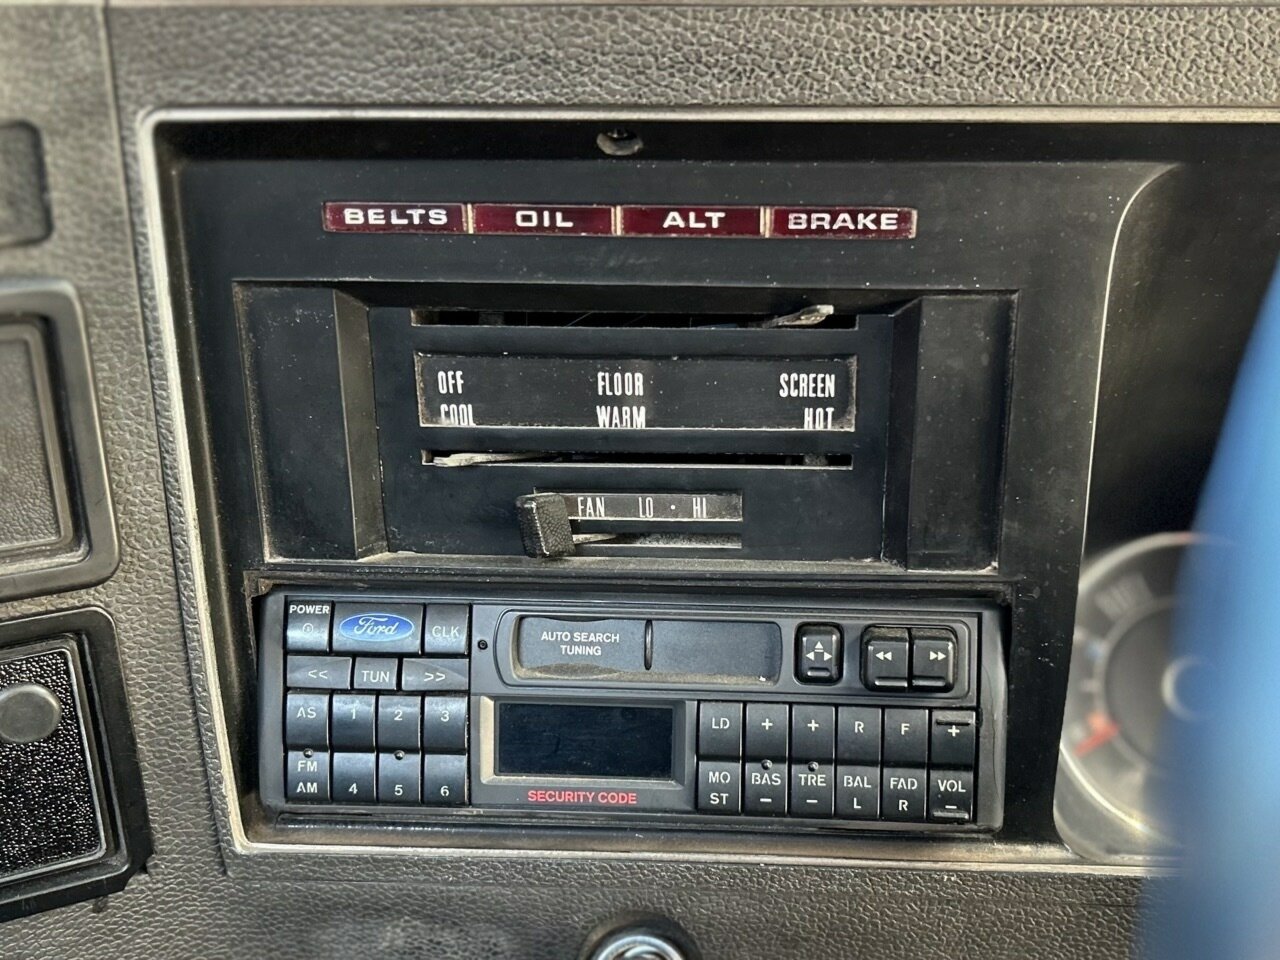 BELTS OIL ALT BRAKE
OFF FLOOR SCREEN
COOL WARM HOT
FAN LO · HI
POWER
Ford CLK
AUTO SEARCH
TUNING
<< TUN >>
AS 1 2 3
FM
AM 4 5 6
SECURITY CODE
LD + + R F +
MO BAS TRE BAL FAD VOL
ST - - L R -